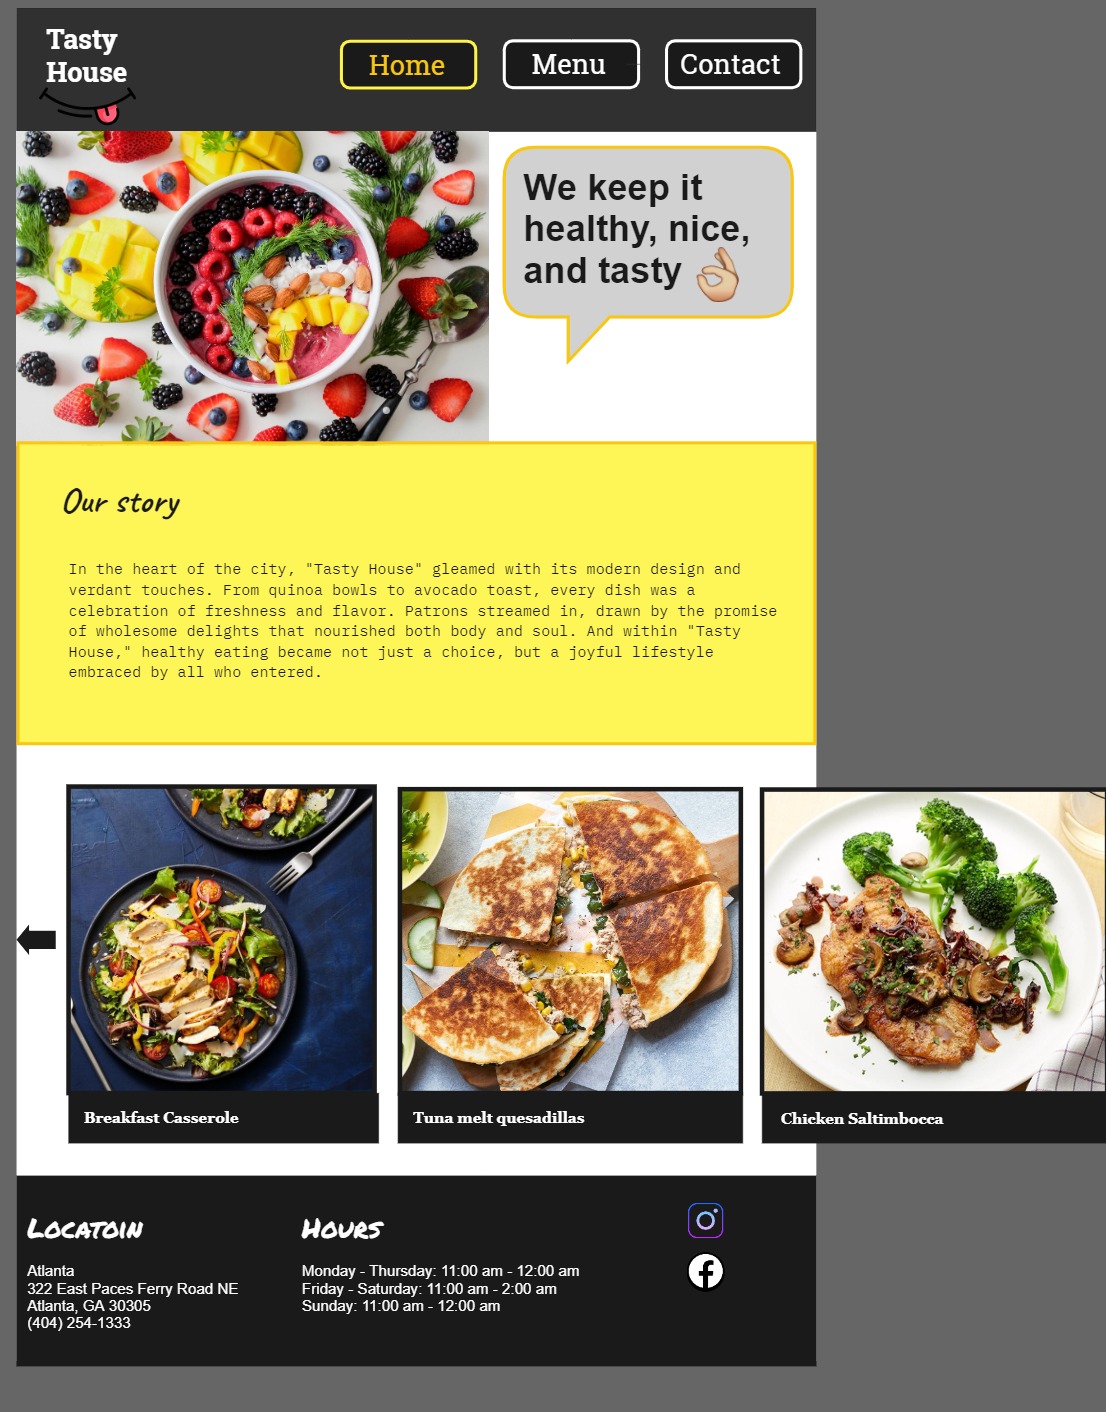 Tasty
House
Home
Menu
Contact
We keep it
healthy, nice,
and tasty 👌🏼
Our story
In the heart of the city, "Tasty House" gleamed with its modern design and
verdant touches. From quinoa bowls to avocado toast, every dish was a
celebration of freshness and flavor. Patrons streamed in, drawn by the promise
of wholesome delights that nourished both body and soul. And within "Tasty
House," healthy eating became not just a choice, but a joyful lifestyle
embraced by all who entered.
Breakfast Casserole
Tuna melt quesadillas
Chicken Saltimbocca
Locatoin
Atlanta
322 East Paces Ferry Road NE
Atlanta, GA 30305
(404) 254-1333
Hours
Monday - Thursday: 11:00 am - 12:00 am
Friday - Saturday: 11:00 am - 2:00 am
Sunday: 11:00 am - 12:00 am